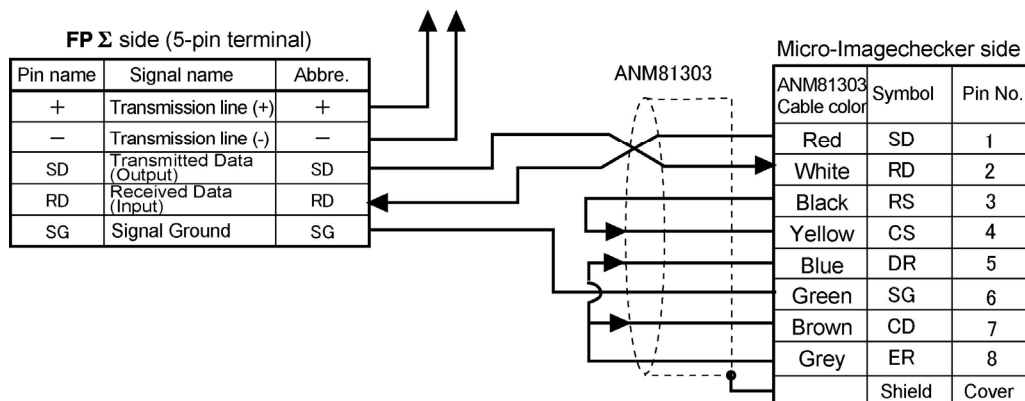 FP Σ side (5-pin terminal)
Pin name Signal name Abbre.
+ Transmission line (+) +
− Transmission line (-) −
SD Transmitted Data (Output) SD
RD Received Data (Input) RD
SG Signal Ground SG
ANM81303
Micro-Imagechecker side
ANM81303 Cable color Symbol Pin No.
Red SD 1
White RD 2
Black RS 3
Yellow CS 4
Blue DR 5
Green SG 6
Brown CD 7
Grey ER 8
Shield Cover